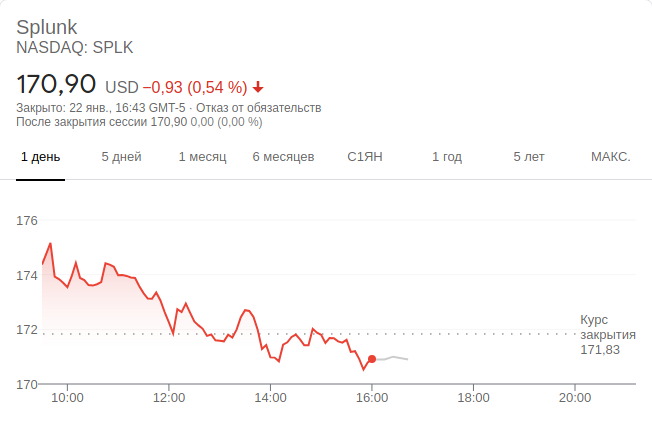 Splunk
NASDAQ: SPLK
170,90 USD −0,93 (0,54 %)
Закрыто: 22 янв., 16:43 GMT-5 · Отказ от обязательств
После закрытия сессии 170,90 0,00 (0,00 %)
1 день 5 дней 1 месяц 6 месяцев С1ЯН 1 год 5 лет МАКС.
176
174
172
170
Курс
закрытия
171,83
10:00 12:00 14:00 16:00 18:00 20:00